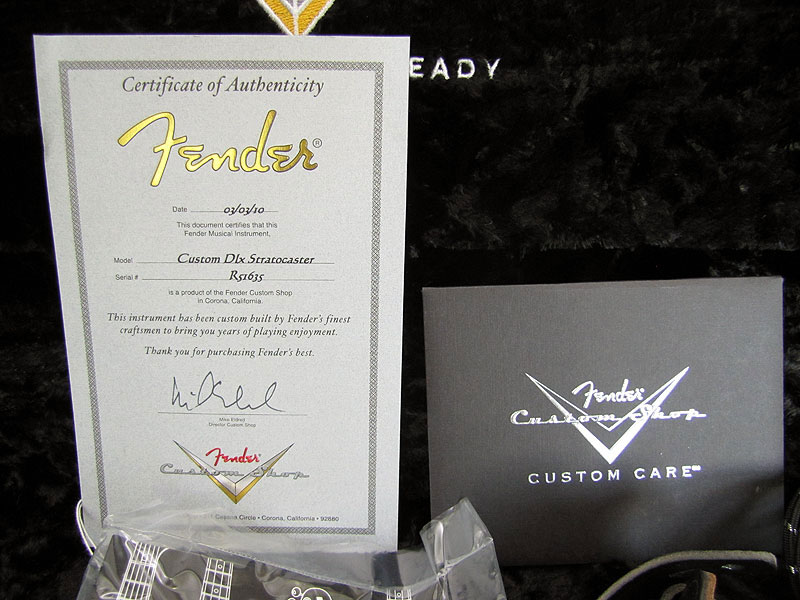 EADY
Certificate of Authenticity
Fender®
Date 03/03/10
This document certifies that this
Fender Musical Instrument,
Model Custom Dlx Stratocaster
Serial # R51635
is a product of the Fender Custom Shop
in Corona, California.
This instrument has been custom built by Fender's finest
craftsmen to bring you years of playing enjoyment.
Thank you for purchasing Fender's best.
Mike Eldred
Director Custom Shop
Fender
Custom Shop
Circle • Corona, California • 92880
Fender
Custom Shop
CUSTOM CARE℠